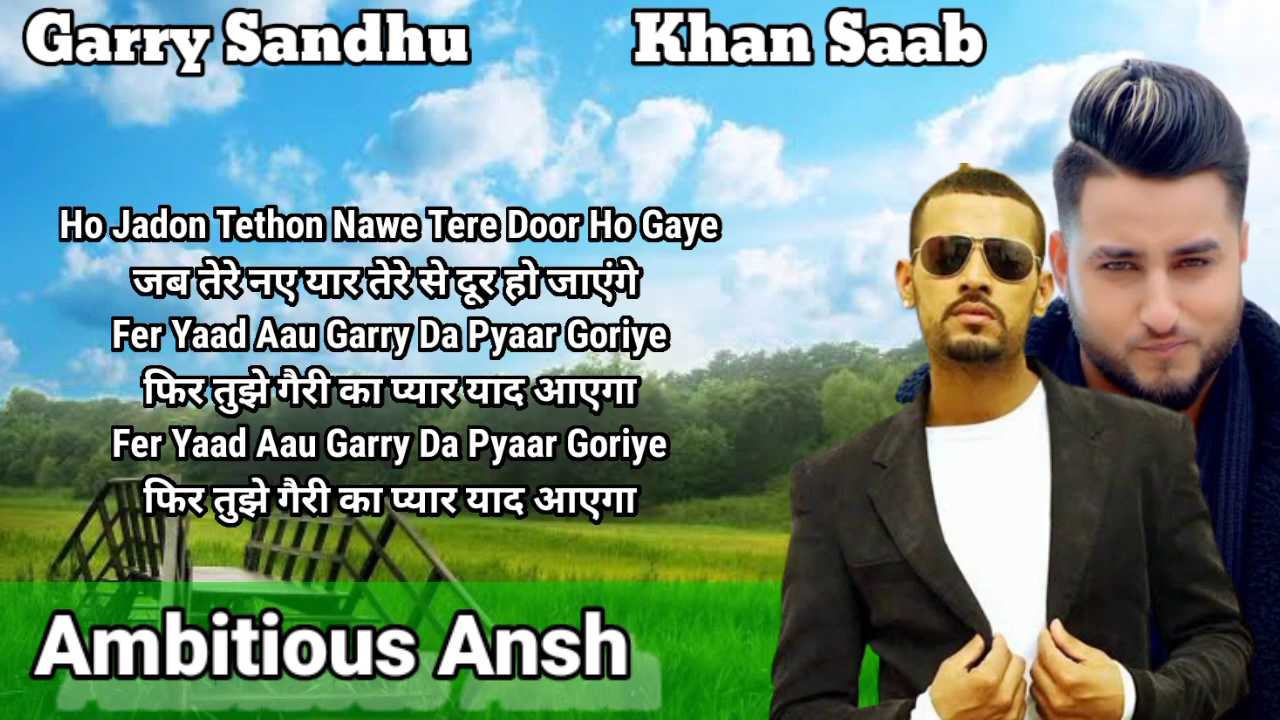 Garry Sandhu
Khan Saab
Ho Jadon Tethon Nawe Tere Door Ho Gaye
जब तेरे नए यार तेरे से दूर हो जाएंगे
Fer Yaad Aau Garry Da Pyaar Goriye
फिर तुझे गैरी का प्यार याद आएगा
Fer Yaad Aau Garry Da Pyaar Goriye
फिर तुझे गैरी का प्यार याद आएगा
Ambitious Ansh